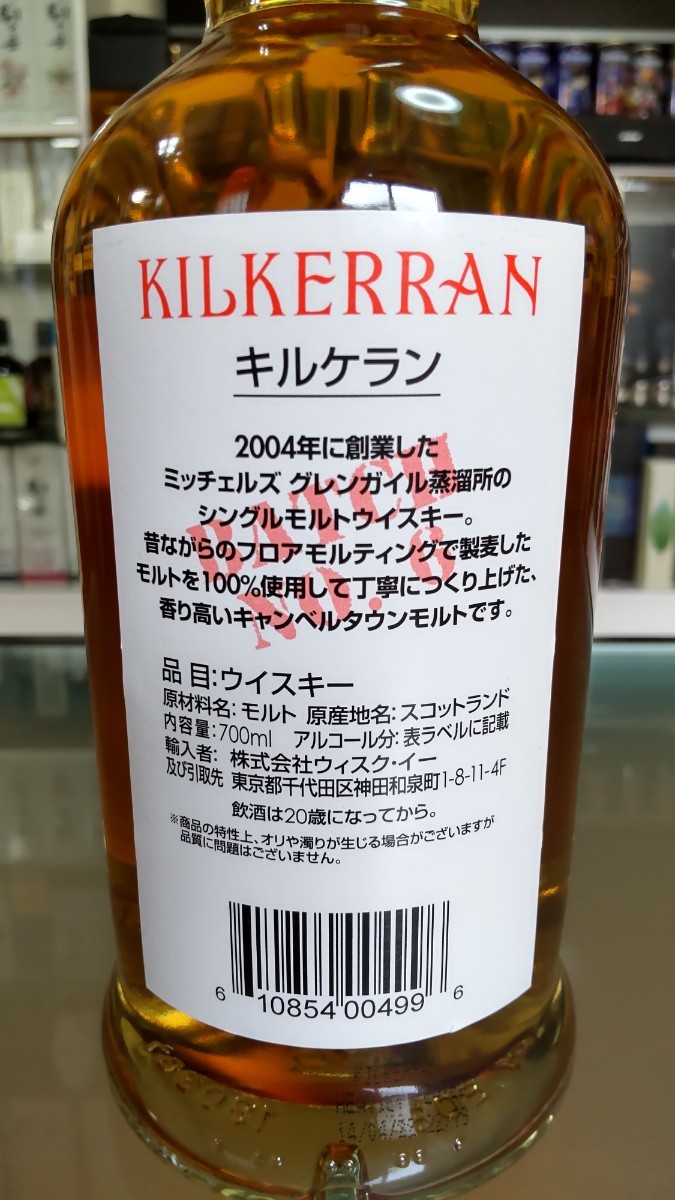 KILKERRAN
キルケラン
BATCH
NO. 6
2004年に創業した
ミッチェルズ グレンガイル蒸溜所の
シングルモルトウイスキー。
昔ながらのフロアモルティングで製麦した
モルトを100%使用して丁寧につくり上げた、
香り高いキャンベルタウンモルトです。
品 目:ウイスキー
原材料名:モルト 原産地名:スコットランド
内容量:700ml アルコール分:表ラベルに記載
輸入者: 株式会社ウィスク・イー
及び引取先 東京都千代田区神田和泉町1-8-11-4F
飲酒は20歳になってから。
※商品の特性上、オリや濁りが生じる場合がございますが
品質に問題はございません。
6 10854 00499 6